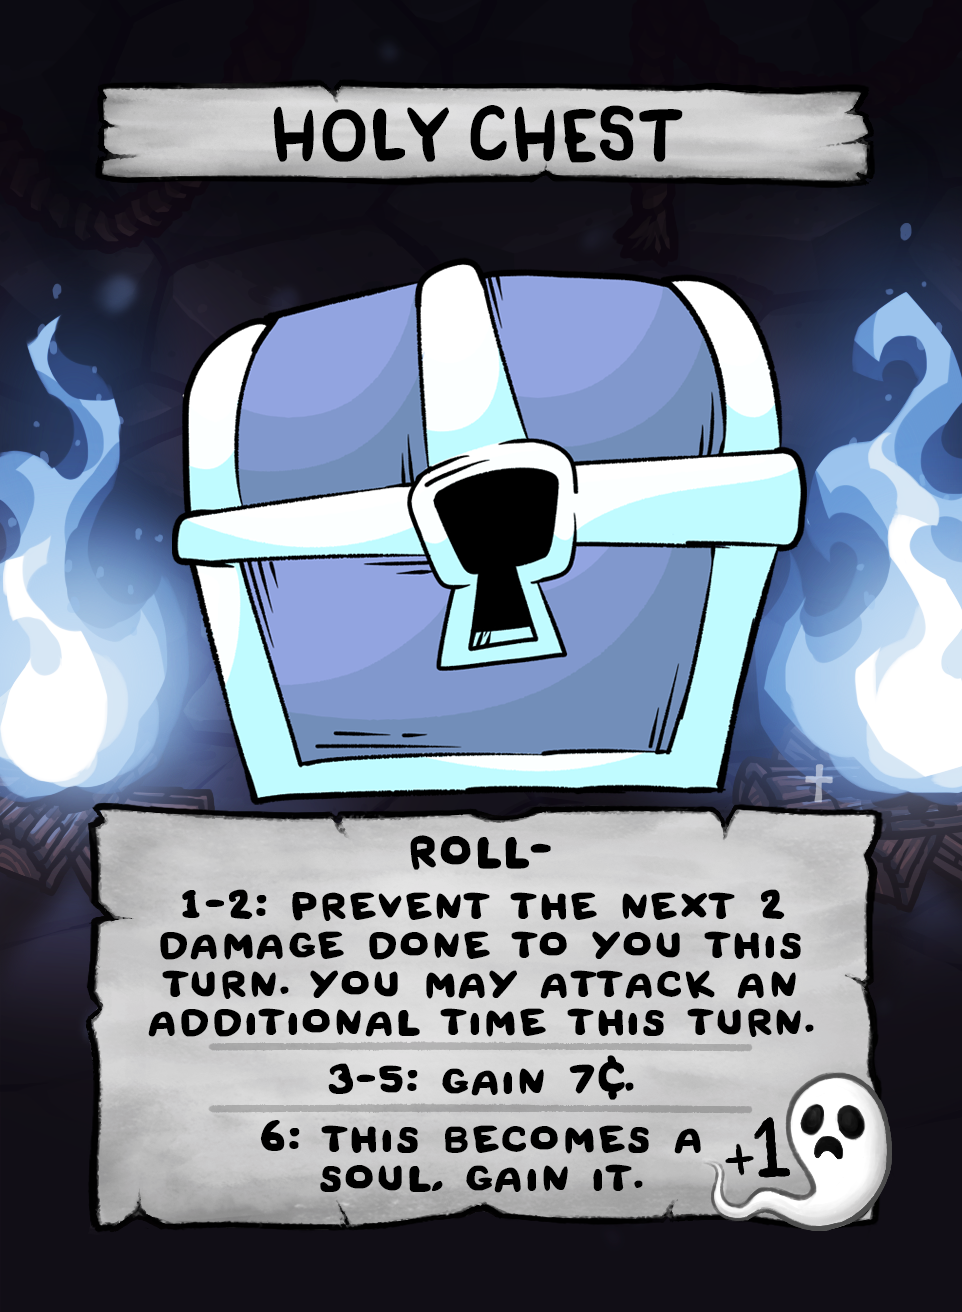 HOLY CHEST
ROLL-
1-2: PREVENT THE NEXT 2
DAMAGE DONE TO YOU THIS
TURN. YOU MAY ATTACK AN
ADDITIONAL TIME THIS TURN.
3-5: GAIN 7¢.
6: THIS BECOMES A
SOUL. GAIN IT.
+1